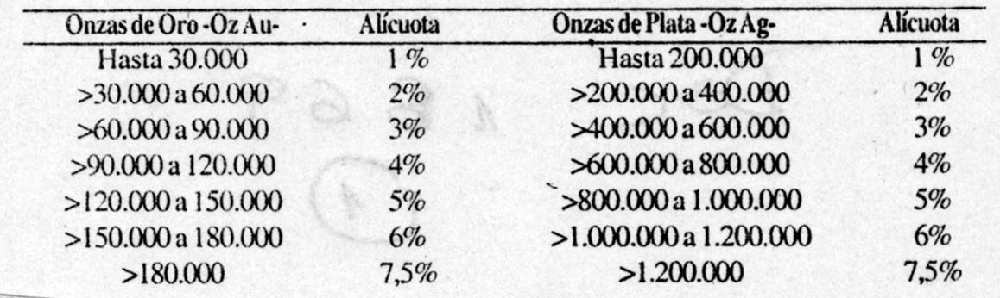 Onzas de Oro -Oz Au- Alícuota Onzas de Plata -Oz Ag- Alícuota
Hasta 30.000 1 % Hasta 200.000 1 %
>30.000 a 60.000 2% >200.000 a 400.000 2%
>60.000 a 90.000 3% >400.000 a 600.000 3%
>90.000 a 120.000 4% >600.000 a 800.000 4%
>120.000 a 150.000 5% >800.000 a 1.000.000 5%
>150.000 a 180.000 6% >1.000.000 a 1.200.000 6%
>180.000 7,5% >1.200.000 7,5%